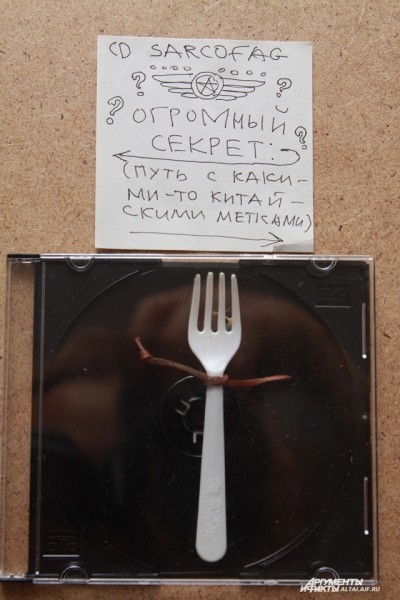 CD SARCOFAG
? ?
? ?
ОГРОМНЫЙ
СЕКРЕТ:
(ПУТЬ С КАКИ-
МИ-ТО КИТАЙ-
СКИМИ МЕТКАМИ)
АРГУМЕНТЫ
И ФАКТЫ ALTAI.AIF.RU